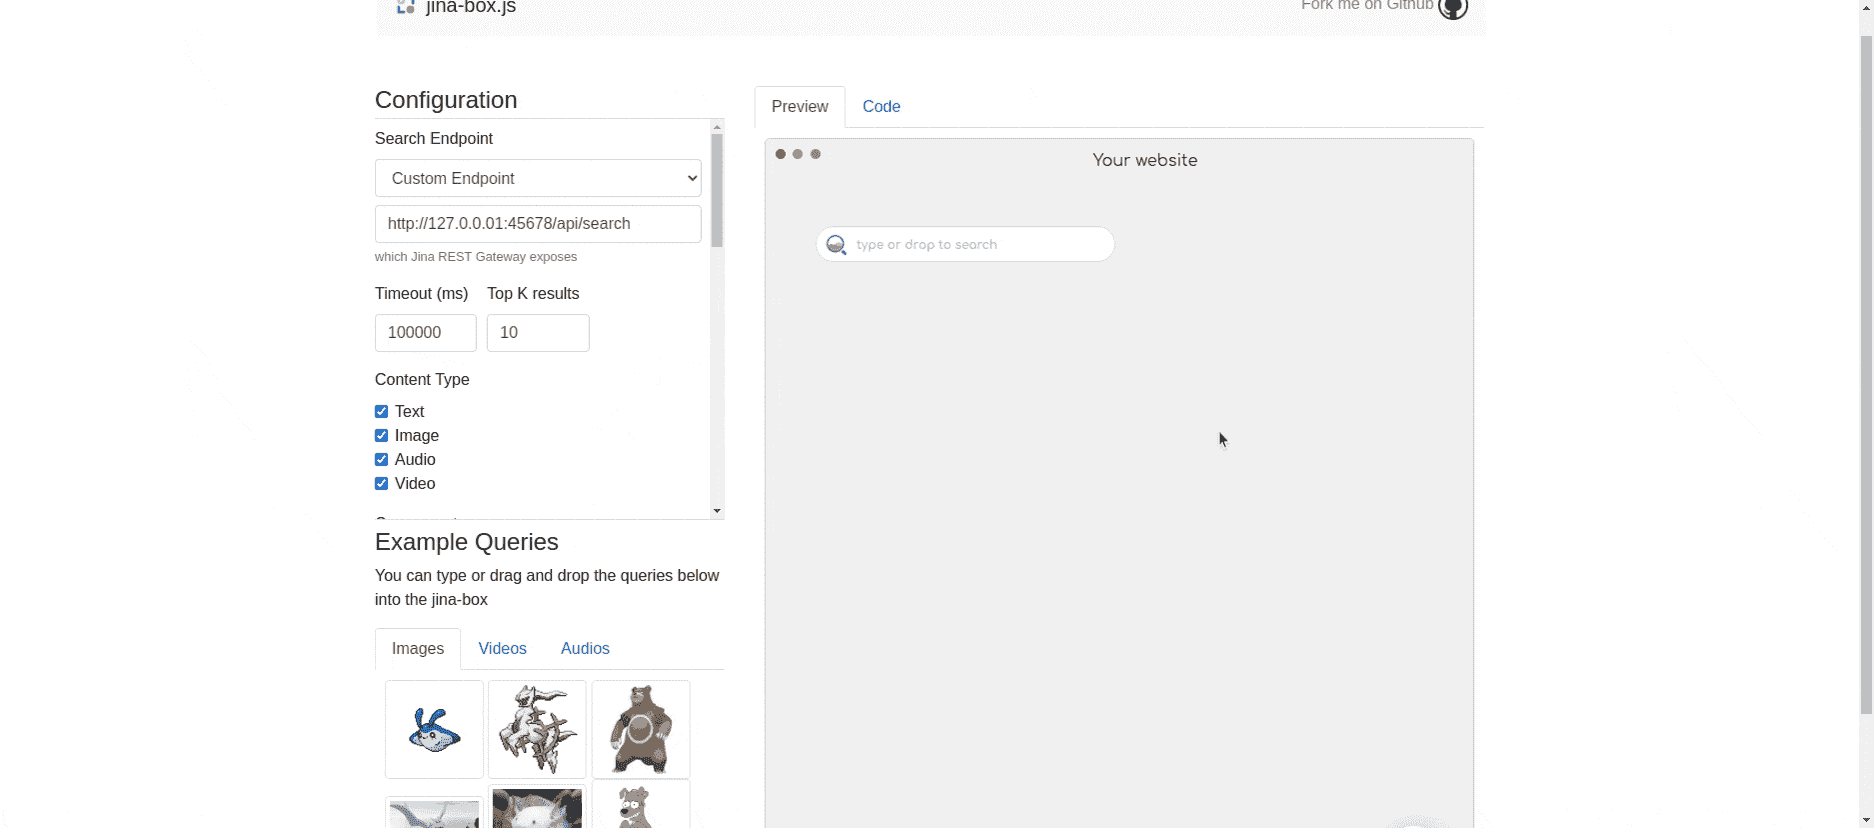 jina-box.js
Fork me on Github
Configuration
Search Endpoint
Custom Endpoint
http://127.0.0.01:45678/api/search
which Jina REST Gateway exposes
Timeout (ms) Top K results
100000 10
Content Type
Text
Image
Audio
Video
Example Queries
You can type or drag and drop the queries below
into the jina-box
Images Videos Audios
Preview Code
Your website
type or drop to search